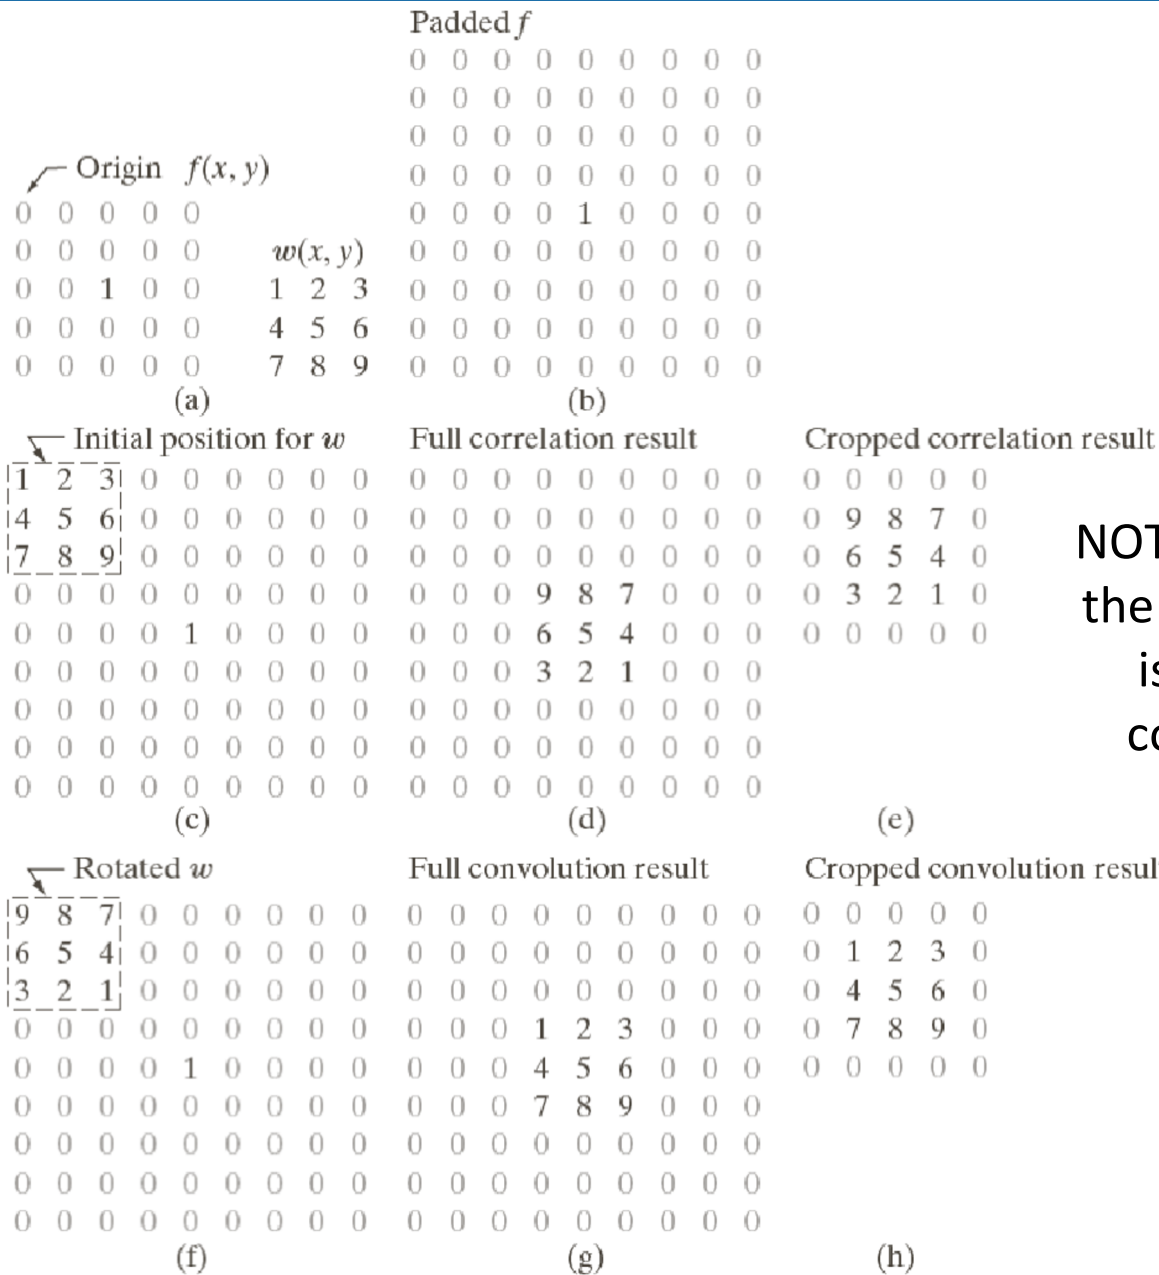 Padded f
0 0 0 0 0 0 0 0 0
0 0 0 0 0 0 0 0 0
0 0 0 0 0 0 0 0 0
0 0 0 0 0 0 0 0 0
0 0 0 0 1 0 0 0 0
0 0 0 0 0 0 0 0 0
0 0 0 0 0 0 0 0 0
0 0 0 0 0 0 0 0 0
0 0 0 0 0 0 0 0 0
(b)
Origin f(x, y)
0 0 0 0 0
0 0 0 0 0
0 0 1 0 0
0 0 0 0 0
0 0 0 0 0
w(x, y)
1 2 3
4 5 6
7 8 9
(a)
Initial position for w
1 2 3 0 0 0 0 0 0
4 5 6 0 0 0 0 0 0
7 8 9 0 0 0 0 0 0
0 0 0 0 0 0 0 0 0
0 0 0 0 1 0 0 0 0
0 0 0 0 0 0 0 0 0
0 0 0 0 0 0 0 0 0
0 0 0 0 0 0 0 0 0
0 0 0 0 0 0 0 0 0
(c)
Full correlation result
0 0 0 0 0 0 0 0 0
0 0 0 0 0 0 0 0 0
0 0 0 0 0 0 0 0 0
0 0 0 9 8 7 0 0 0
0 0 0 6 5 4 0 0 0
0 0 0 3 2 1 0 0 0
0 0 0 0 0 0 0 0 0
0 0 0 0 0 0 0 0 0
0 0 0 0 0 0 0 0 0
(d)
Cropped correlation result
0 0 0 0 0
0 9 8 7 0
0 6 5 4 0
0 3 2 1 0
0 0 0 0 0
(e)
the
Rotated w
9 8 7 0 0 0 0 0 0
6 5 4 0 0 0 0 0 0
3 2 1 0 0 0 0 0 0
0 0 0 0 0 0 0 0 0
0 0 0 0 1 0 0 0 0
0 0 0 0 0 0 0 0 0
0 0 0 0 0 0 0 0 0
0 0 0 0 0 0 0 0 0
0 0 0 0 0 0 0 0 0
(f)
Full convolution result
0 0 0 0 0 0 0 0 0
0 0 0 0 0 0 0 0 0
0 0 0 0 0 0 0 0 0
0 0 0 1 2 3 0 0 0
0 0 0 4 5 6 0 0 0
0 0 0 7 8 9 0 0 0
0 0 0 0 0 0 0 0 0
0 0 0 0 0 0 0 0 0
0 0 0 0 0 0 0 0 0
(g)
Cropped convolution
0 0 0 0 0
0 1 2 3 0
0 4 5 6 0
0 7 8 9 0
0 0 0 0 0
(h)